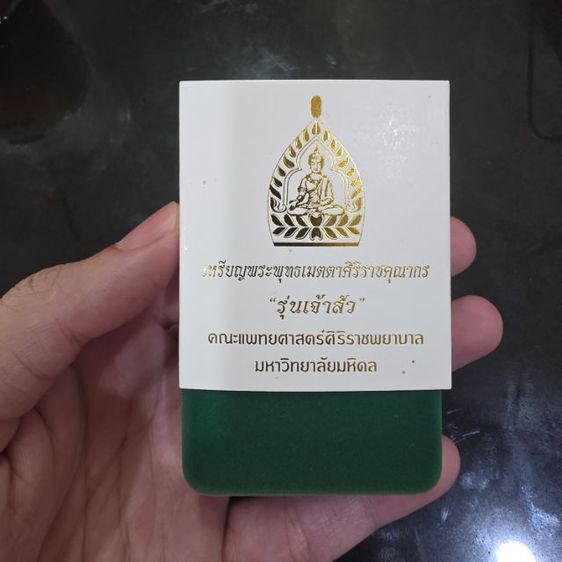 เหรียญพระพุทธเมตตาศิริราชคุณากร
“รุ่นเจ้าสัว”
คณะแพทยศาสตร์ศิริราชพยาบาล
มหาวิทยาลัยมหิดล